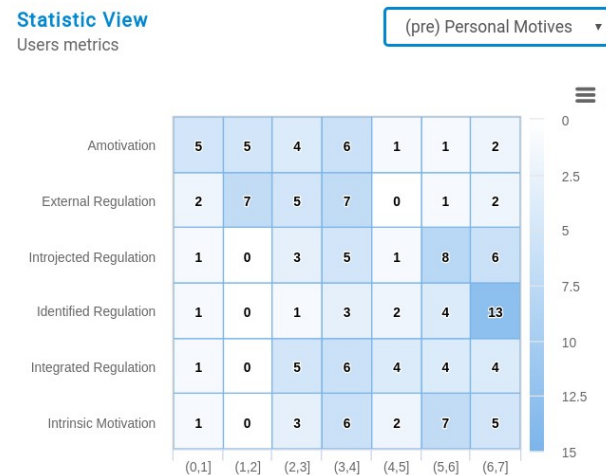 Statistic View
Users metrics
(pre) Personal Motives
Amotivation 5 5 4 6 1 1 2
External Regulation 2 7 5 7 0 1 2
Introjected Regulation 1 0 3 5 1 8 6
Identified Regulation 1 0 1 3 2 4 13
Integrated Regulation 1 0 5 6 4 4 4
Intrinsic Motivation 1 0 3 6 2 7 5
(0,1] (1,2] (2,3] (3,4] (4,5] (5,6] (6,7]
0
2.5
5
7.5
10
12.5
15